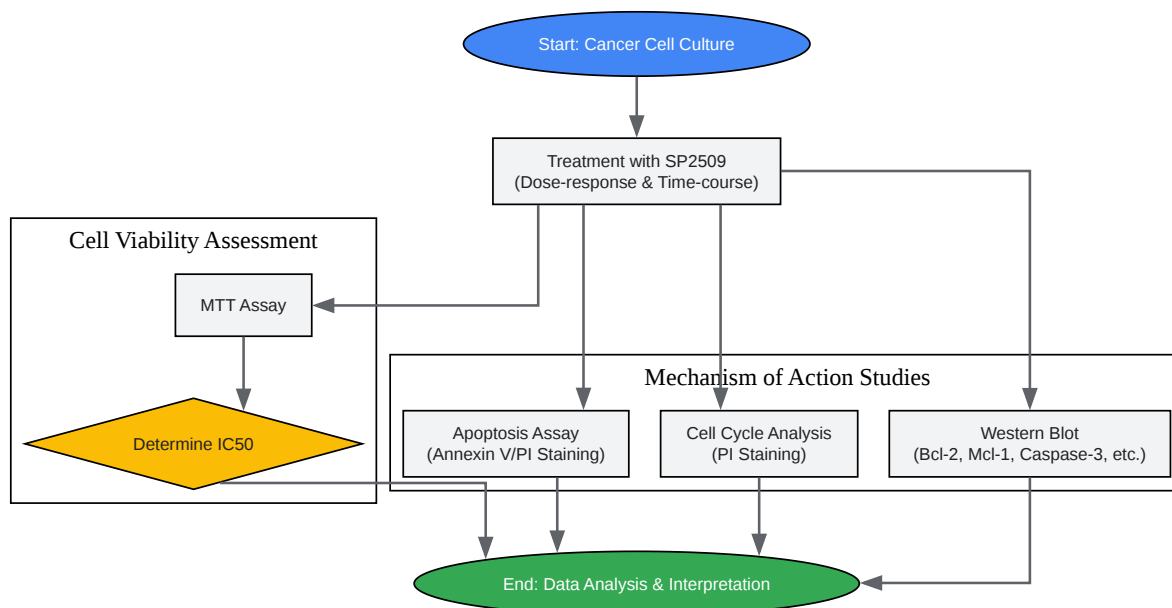 Start: Cancer Cell Culture
Treatment with SP2509
(Dose-response & Time-course)
Cell Viability Assessment
MTT Assay
Determine IC50
Mechanism of Action Studies
Apoptosis Assay
(Annexin V/PI Staining)
Cell Cycle Analysis
(PI Staining)
Western Blot
(Bcl-2, Mcl-1, Caspase-3, etc.)
End: Data Analysis & Interpretation